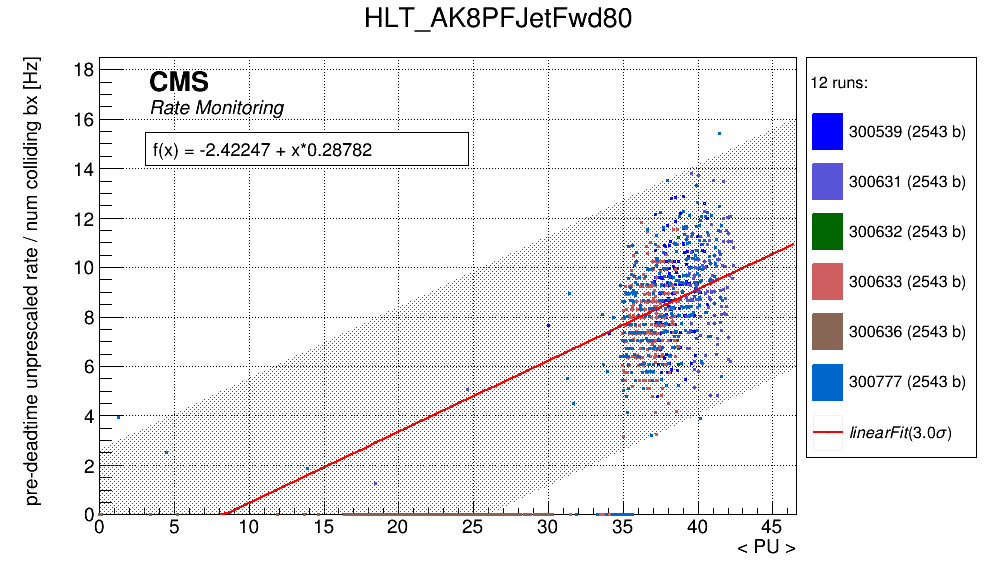 HLT_AK8PFJetFwd80
pre-deadtime unprescaled rate / num colliding bx [Hz]
CMS
Rate Monitoring
f(x) = -2.42247 + x*0.28782
18
16
14
12
10
8
6
4
2
0
0 5 10 15 20 25 30 35 40 45
< PU >
12 runs:
300539 (2543 b)
300631 (2543 b)
300632 (2543 b)
300633 (2543 b)
300636 (2543 b)
300777 (2543 b)
linearFit(3.0σ)